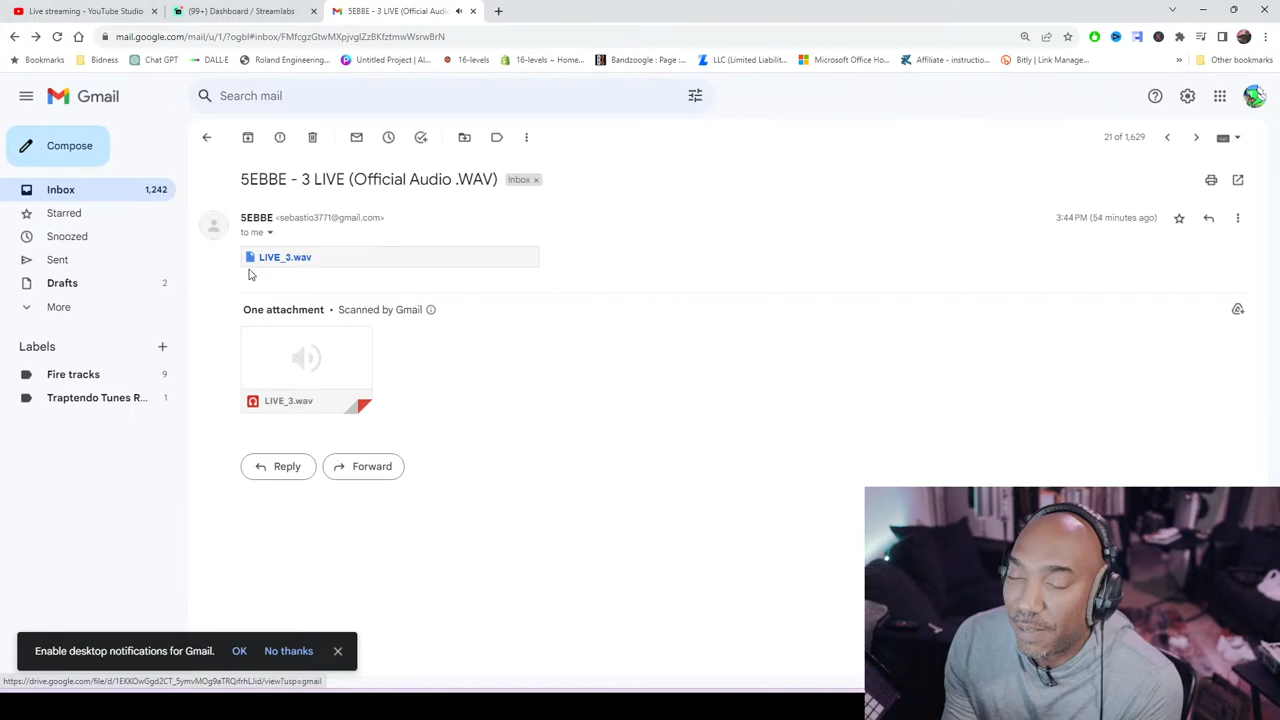 Live streaming - YouTube Studio
(99+) Dashboard / Streamlabs
5EBBE - 3 LIVE (Official Audio
mail.google.com/mail/u/1/?ogbl#inbox/FMfcgzGtwMXpjvglZzBKfztmwWsrwBrN
Bookmarks Bidness Chat GPT DALL-E Roland Engineering... Untitled Project | Al... 16-levels 16-levels ~ Home... Bandzoogle : Page :... LLC (Limited Liabilit... Microsoft Office Ho... Affiliate - instructio... Bitly | Link Manage... » Other bookmarks
Gmail
Search mail
Compose
21 of 1,629
Inbox 1,242
Starred
Snoozed
Sent
Drafts 2
More
Labels
Fire tracks 9
Traptendo Tunes R... 1
5EBBE - 3 LIVE (Official Audio .WAV) Inbox ×
5EBBE <sebastio3771@gmail.com>
3:44 PM (54 minutes ago)
to me
LIVE_3.wav
One attachment • Scanned by Gmail
LIVE_3.wav
Reply Forward
Enable desktop notifications for Gmail. OK No thanks